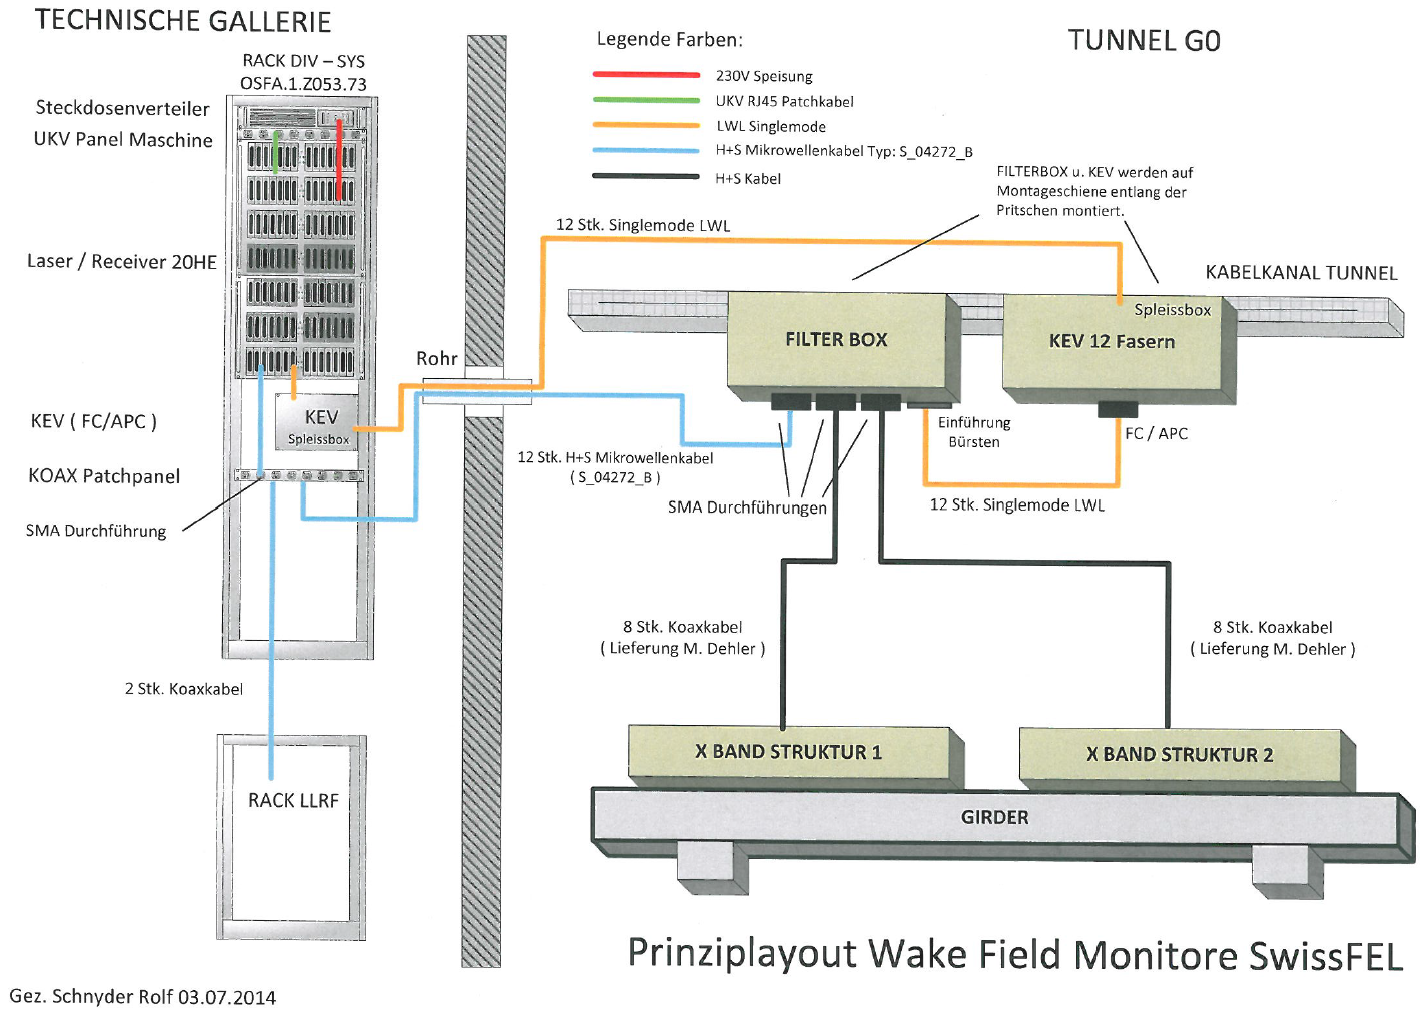 TECHNISCHE GALLERIE
RACK DIV – SYS
OSFA.1.Z053.73
Steckdosenverteiler
UKV Panel Maschine
Laser / Receiver 20HE
KEV ( FC/APC )
KEV
Spleissbox
KOAX Patchpanel
SMA Durchführung
2 Stk. Koaxkabel
RACK LLRF
Rohr
Legende Farben:
230V Speisung
UKV RJ45 Patchkabel
LWL Singlemode
H+S Mikrowellenkabel Typ: S_04272_B
H+S Kabel
TUNNEL G0
FILTERBOX u. KEV werden auf
Montageschiene entlang der
Pritschen montiert.
12 Stk. Singlemode LWL
KABELKANAL TUNNEL
FILTER BOX
Spleissbox
KEV 12 Fasern
Einführung
Bürsten
FC / APC
12 Stk. H+S Mikrowellenkabel
( S_04272_B )
SMA Durchführungen
12 Stk. Singlemode LWL
8 Stk. Koaxkabel
( Lieferung M. Dehler )
8 Stk. Koaxkabel
( Lieferung M. Dehler )
X BAND STRUKTUR 1
X BAND STRUKTUR 2
GIRDER
Prinziplayout Wake Field Monitore SwissFEL
Gez. Schnyder Rolf 03.07.2014